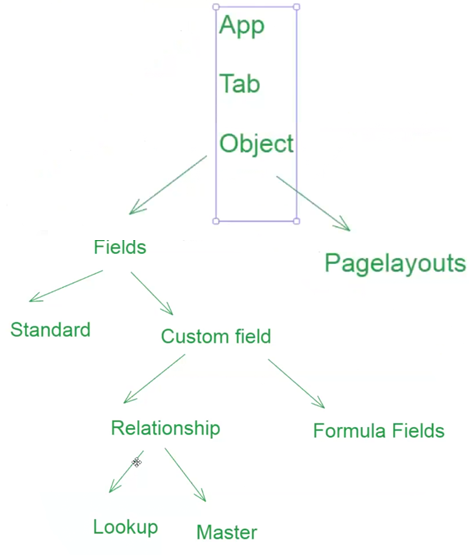 App
Tab
Object
Fields
Pagelayouts
Standard
Custom field
Relationship
Formula Fields
Lookup
Master